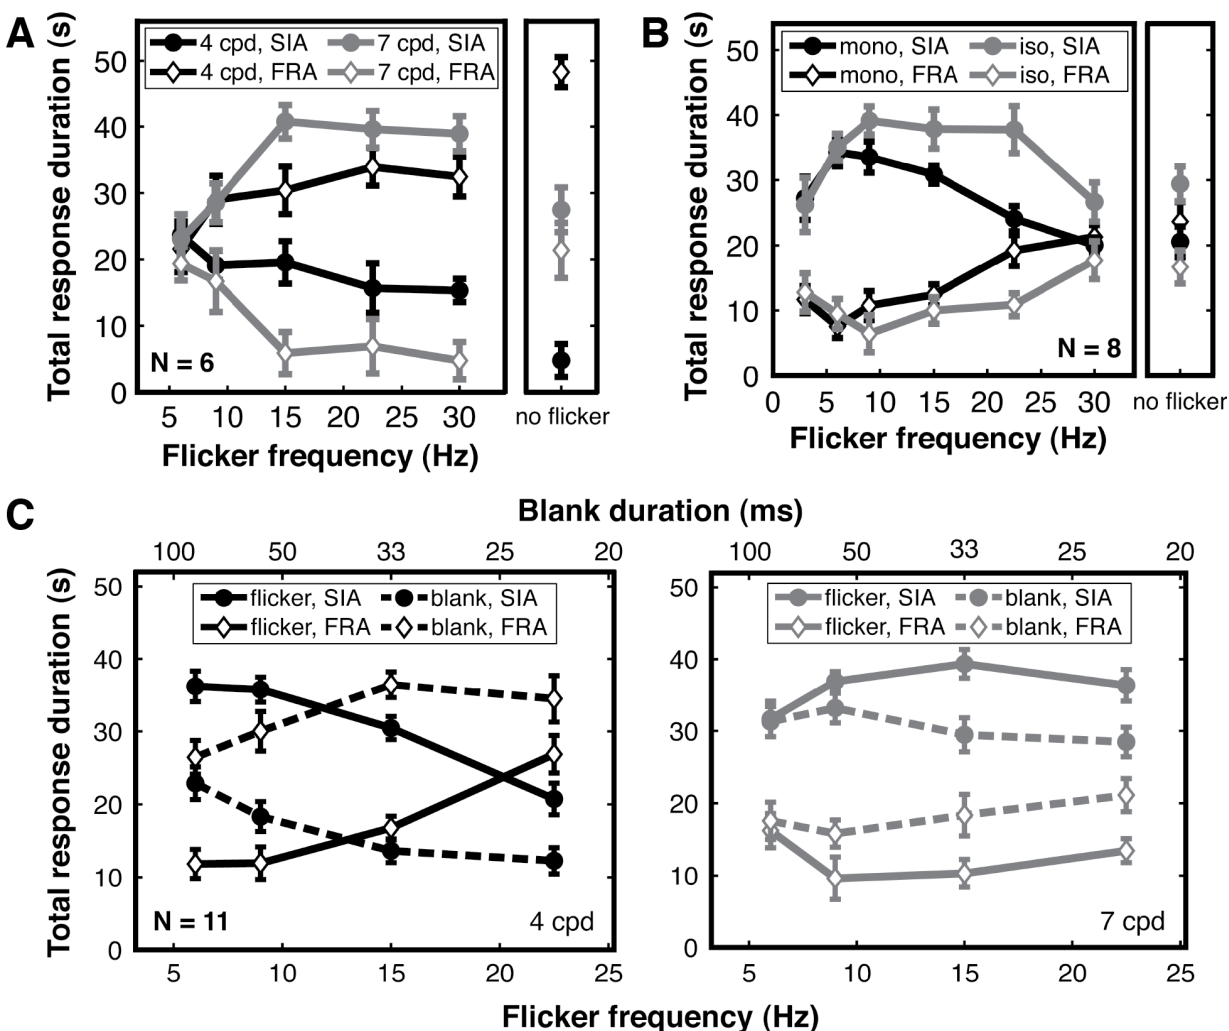 A
Total response duration (s)
50
40
30
20
10
0
4 cpd, SIA
7 cpd, SIA
4 cpd, FRA
7 cpd, FRA
N = 6
5 10 15 20 25 30
no flicker
Flicker frequency (Hz)
B
Total response duration (s)
50
40
30
20
10
0
mono, SIA
iso, SIA
mono, FRA
iso, FRA
N = 8
0 5 10 15 20 25 30
no flicker
Flicker frequency (Hz)
C
Blank duration (ms)
100 50 33 25 20
Total response duration (s)
50
40
30
20
10
0
flicker, SIA
blank, SIA
flicker, FRA
blank, FRA
N = 11
4 cpd
5 10 15 20 25
100 50 33 25 20
50
40
30
20
10
0
flicker, SIA
blank, SIA
flicker, FRA
blank, FRA
7 cpd
5 10 15 20 25
Flicker frequency (Hz)